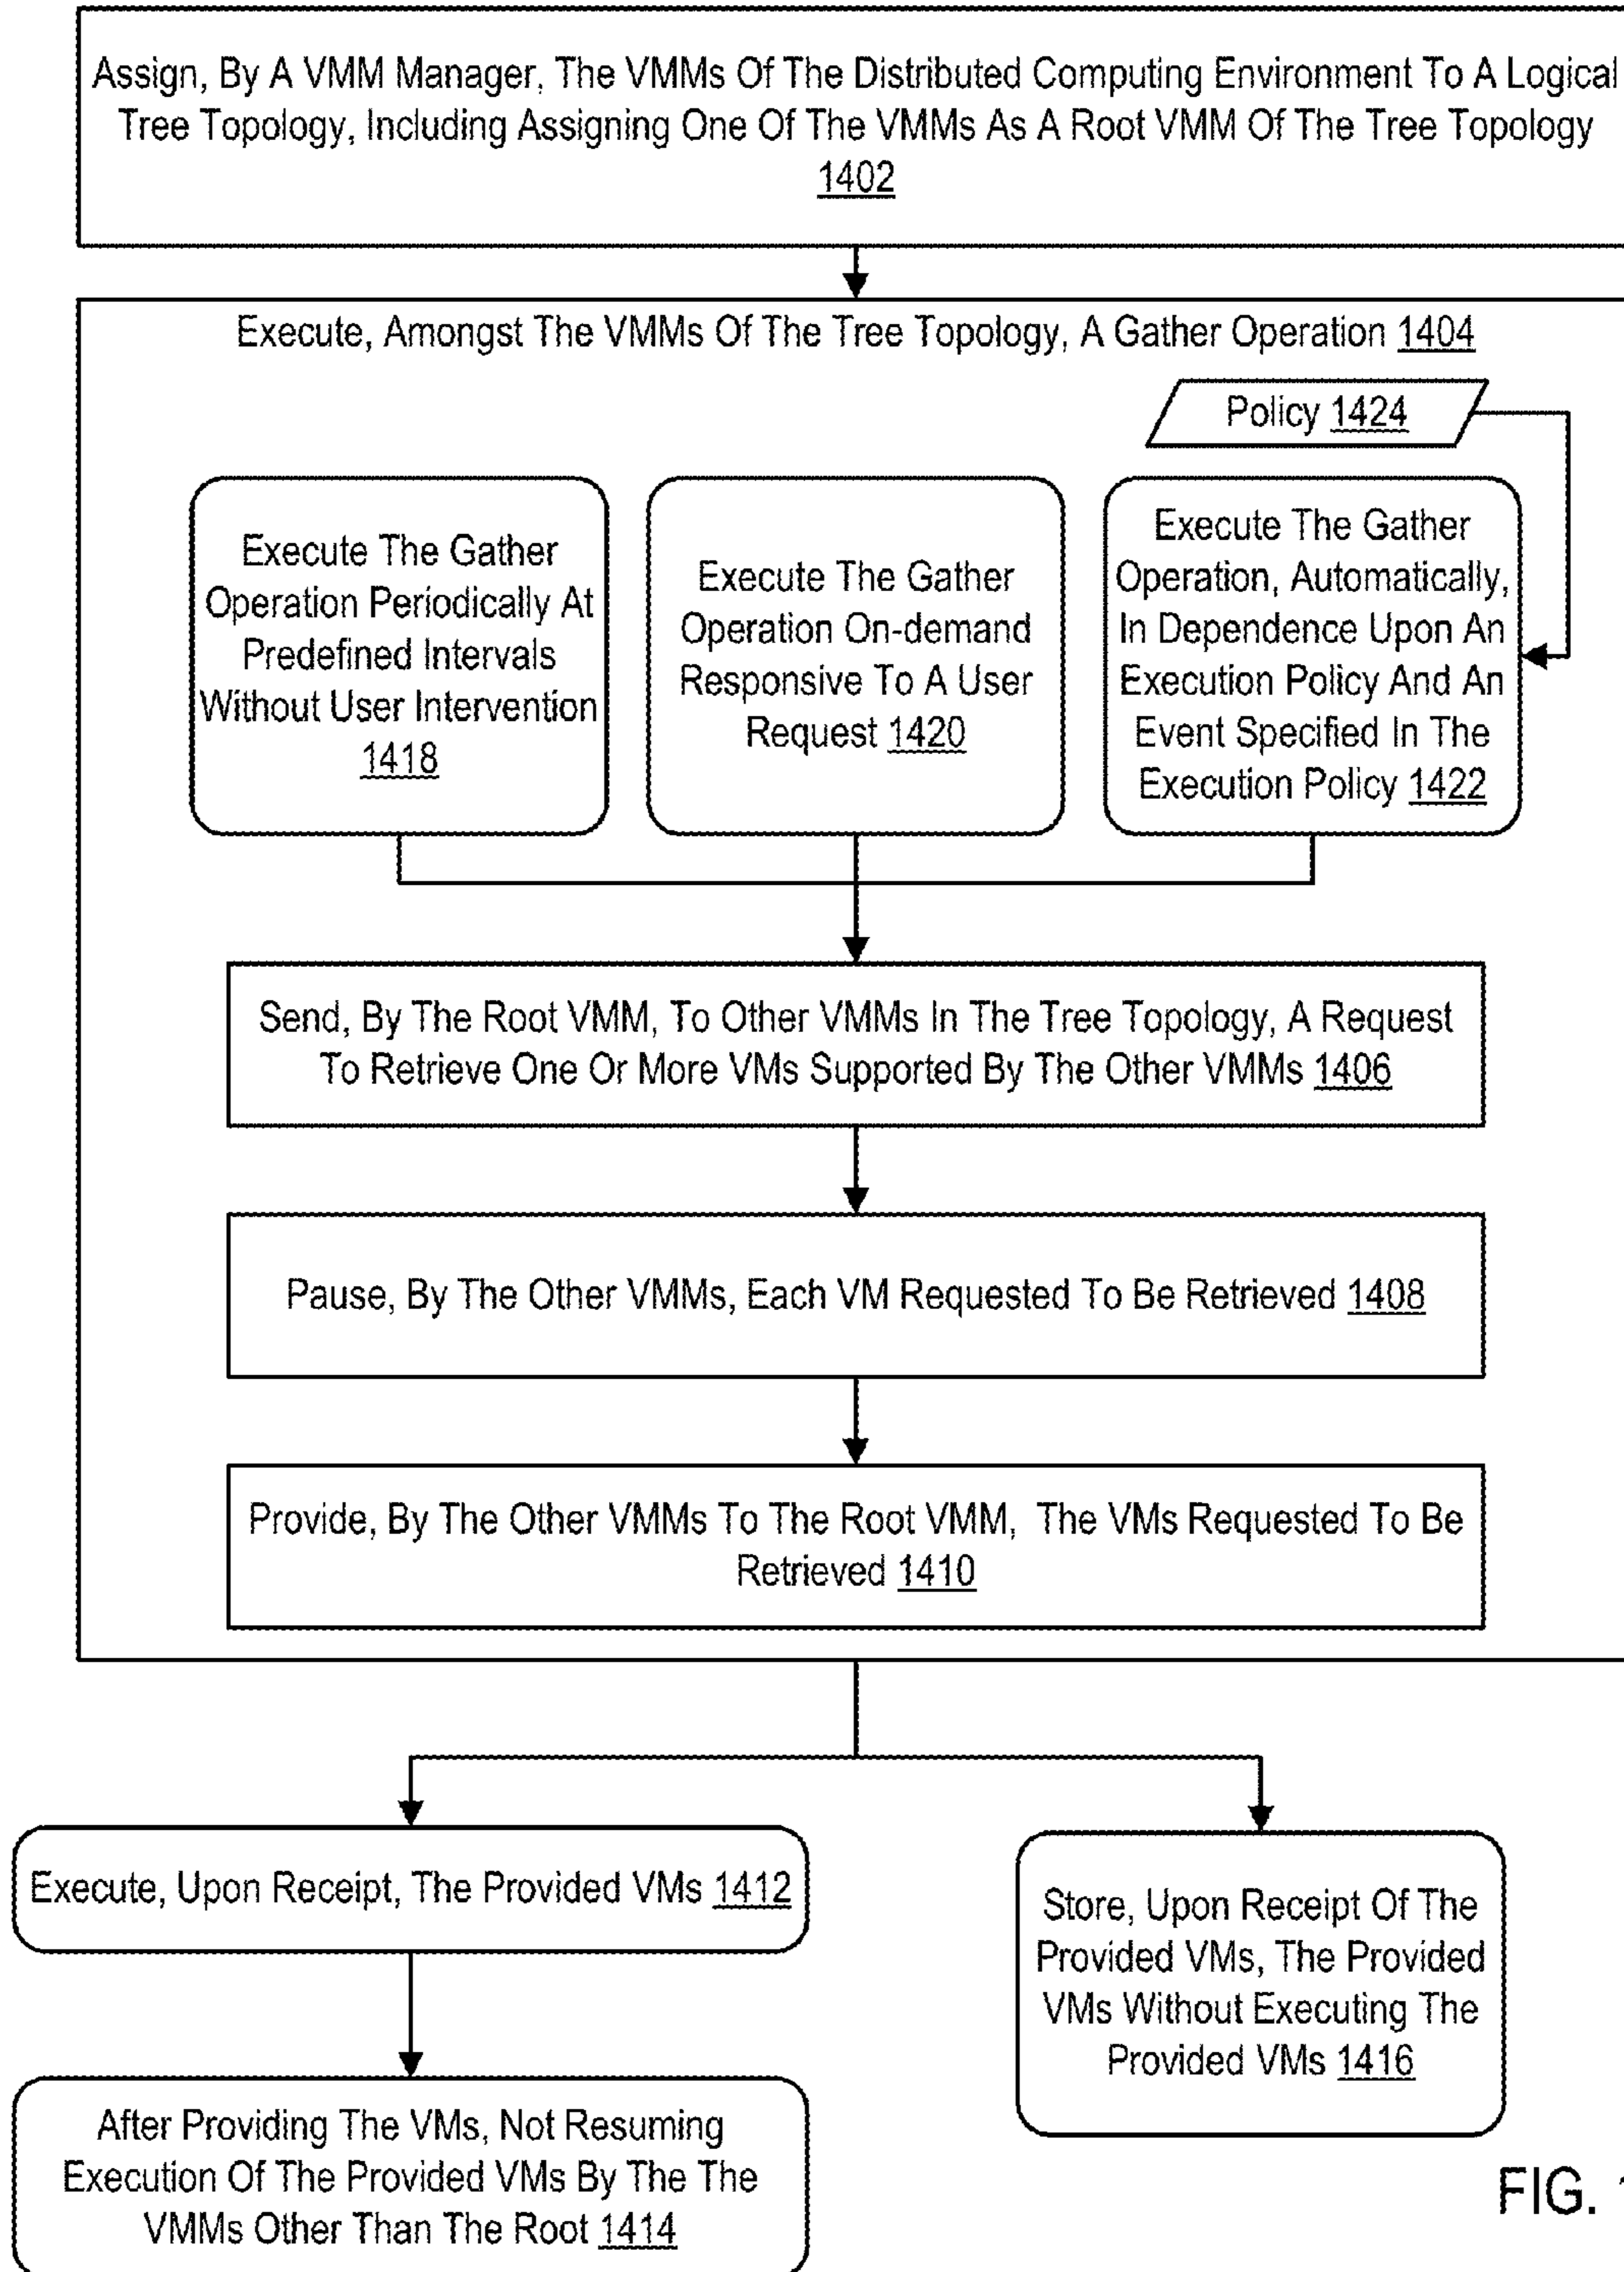 Assign, By A VMM Manager, The VMMs Of The Distributed Computing Environment To A Logical
Tree Topology, Including Assigning One Of The VMMs As A Root VMM Of The Tree Topology
1402
Execute, Amongst The VMMs Of The Tree Topology, A Gather Operation 1404
Policy 1424
Execute The Gather
Operation Periodically At
Predefined Intervals
Without User Intervention
1418
Execute The Gather
Operation On-demand
Responsive To A User
Request 1420
Execute The Gather
Operation, Automatically,
In Dependence Upon An
Execution Policy And An
Event Specified In The
Execution Policy 1422
Send, By The Root VMM, To Other VMMs In The Tree Topology, A Request
To Retrieve One Or More VMs Supported By The Other VMMs 1406
Pause, By The Other VMMs, Each VM Requested To Be Retrieved 1408
Provide, By The Other VMMs To The Root VMM, The VMs Requested To Be
Retrieved 1410
Execute, Upon Receipt, The Provided VMs 1412
After Providing The VMs, Not Resuming
Execution Of The Provided VMs By The The
VMMs Other Than The Root 1414
Store, Upon Receipt Of The
Provided VMs, The Provided
VMs Without Executing The
Provided VMs 1416
FIG.